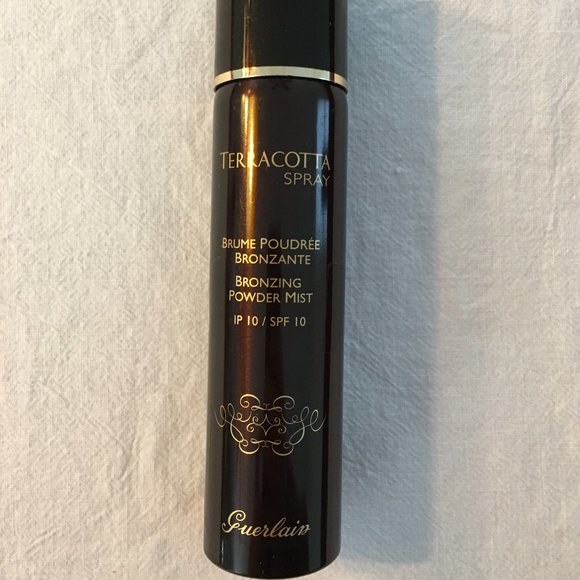 TERRACOTTA
SPRAY
BRUME POUDRÉE
BRONZANTE
BRONZING
POWDER MIST
IP 10 / SPF 10
Guerlain